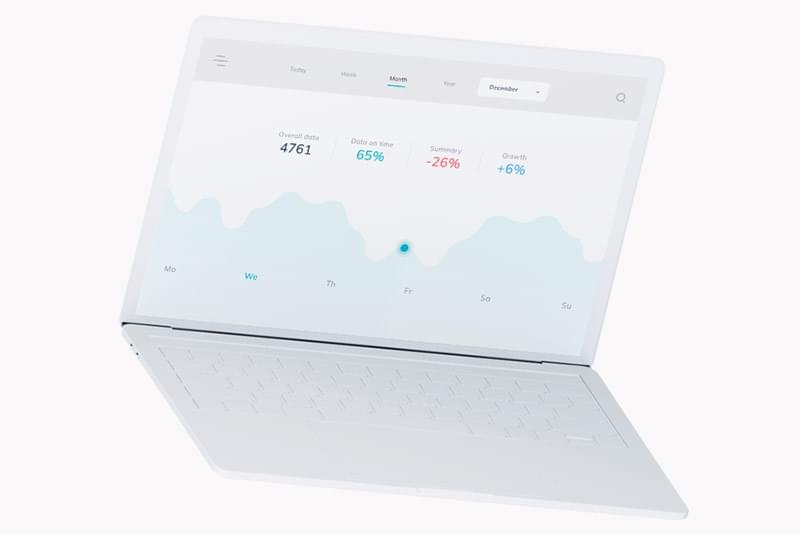 Today Week Month Year December
Overall data Data on time Summary Growth
4761 65% -26% +6%
Mo We Th Fr Sa Su